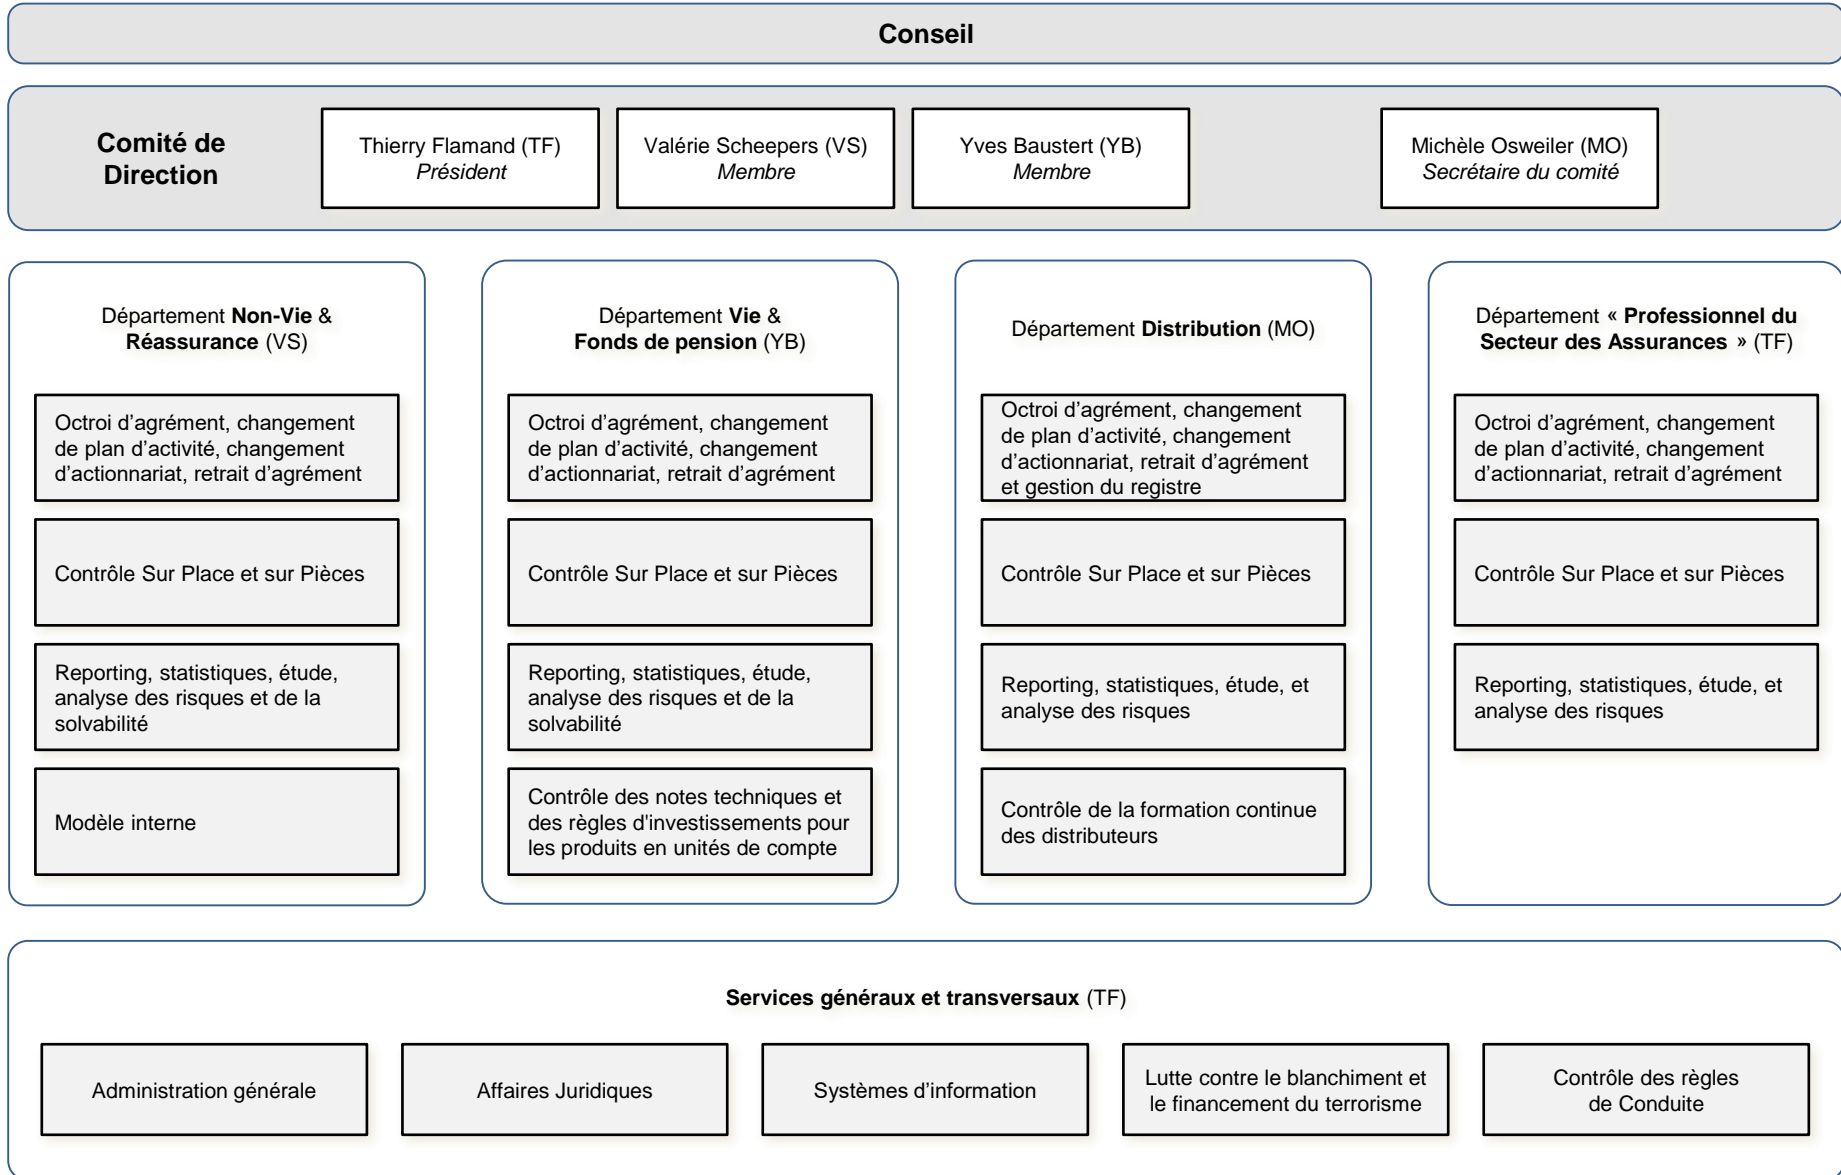 Conseil
Comité de
Direction
Thierry Flamand (TF)
Président
Valérie Scheepers (VS)
Membre
Yves Baustert (YB)
Membre
Michèle Osweiler (MO)
Secrétaire du comité
Département Non-Vie &
Réassurance (VS)
Octroi d’agrément, changement
de plan d’activité, changement
d’actionnariat, retrait d’agrément
Contrôle Sur Place et sur Pièces
Reporting, statistiques, étude,
analyse des risques et de la
solvabilité
Modèle interne
Département Vie &
Fonds de pension (YB)
Octroi d’agrément, changement
de plan d’activité, changement
d’actionnariat, retrait d’agrément
Contrôle Sur Place et sur Pièces
Reporting, statistiques, étude,
analyse des risques et de la
solvabilité
Contrôle des notes techniques et
des règles d'investissements pour
les produits en unités de compte
Département Distribution (MO)
Octroi d’agrément, changement
de plan d’activité, changement
d’actionnariat, retrait d’agrément
et gestion du registre
Contrôle Sur Place et sur Pièces
Reporting, statistiques, étude, et
analyse des risques
Contrôle de la formation continue
des distributeurs
Département « Professionnel du
Secteur des Assurances » (TF)
Octroi d’agrément, changement
de plan d’activité, changement
d’actionnariat, retrait d’agrément
Contrôle Sur Place et sur Pièces
Reporting, statistiques, étude, et
analyse des risques
Services généraux et transversaux (TF)
Administration générale
Affaires Juridiques
Systèmes d’information
Lutte contre le blanchiment et
le financement du terrorisme
Contrôle des règles
de Conduite